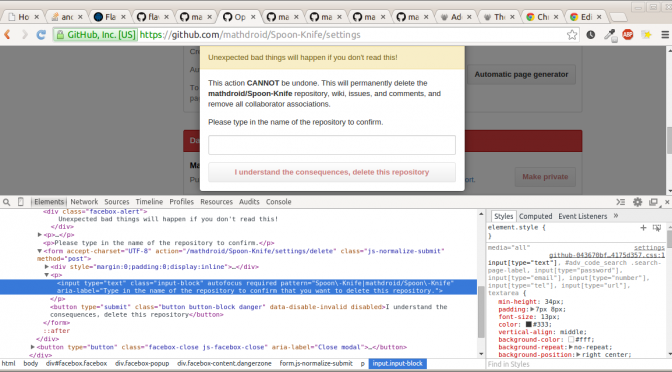 Ho
and
Fla
fla
ma
Op
ma
ma
ma
ma
Ad
Th
Chr
Edi
GitHub, Inc. [US]
https://github.com/mathdroid/Spoon-Knife/settings
ABP
Unexpected bad things will happen if you don't read this!
This action CANNOT be undone. This will permanently delete the
mathdroid/Spoon-Knife repository, wiki, issues, and comments, and
remove all collaborator associations.
Please type in the name of the repository to confirm.
I understand the consequences, delete this repository
Automatic page generator
Make private
Elements Network Sources Timeline Profiles Resources Audits Console
<div class="facebox-alert">
Unexpected bad things will happen if you don't read this!
</div>
<p>…</p>
<p>Please type in the name of the repository to confirm.</p>
<form accept-charset="UTF-8" action="/mathdroid/Spoon-Knife/settings/delete" class="js-normalize-submit"
method="post">
<div style="margin:0;padding:0;display:inline">…</div>
<p>
<input type="text" class="input-block" autofocus required pattern="Spoon\-Knife|mathdroid/Spoon\-Knife"
aria-label="Type in the name of the repository to confirm that you want to delete this repository.">
</p>
<button type="submit" class="button button-block danger" data-disable-invalid disabled>I understand the
consequences, delete this repository</button>
</form>
::after
</div>
<button type="button" class="facebox-close js-facebox-close" aria-label="Close modal">…</button>
</div>
html body div#facebox.facebox div.facebox-popup div.facebox-content.dangerzone form.js-normalize-submit p input.input-block
Styles Computed Event Listeners
element.style {
}
media="all" settings
github-043670bf…4175d357.css:1
input[type="text"], #adv_code_search .search-
page-label, input[type="password"],
input[type="email"], input[type="number"],
input[type="tel"], input[type="url"],
textarea {
min-height: 34px;
padding: 7px 8px;
font-size: 13px;
color: #333;
vertical-align: middle;
background-color: #fff;
background-repeat: no-repeat;
background-position: right center;
Find in Styles